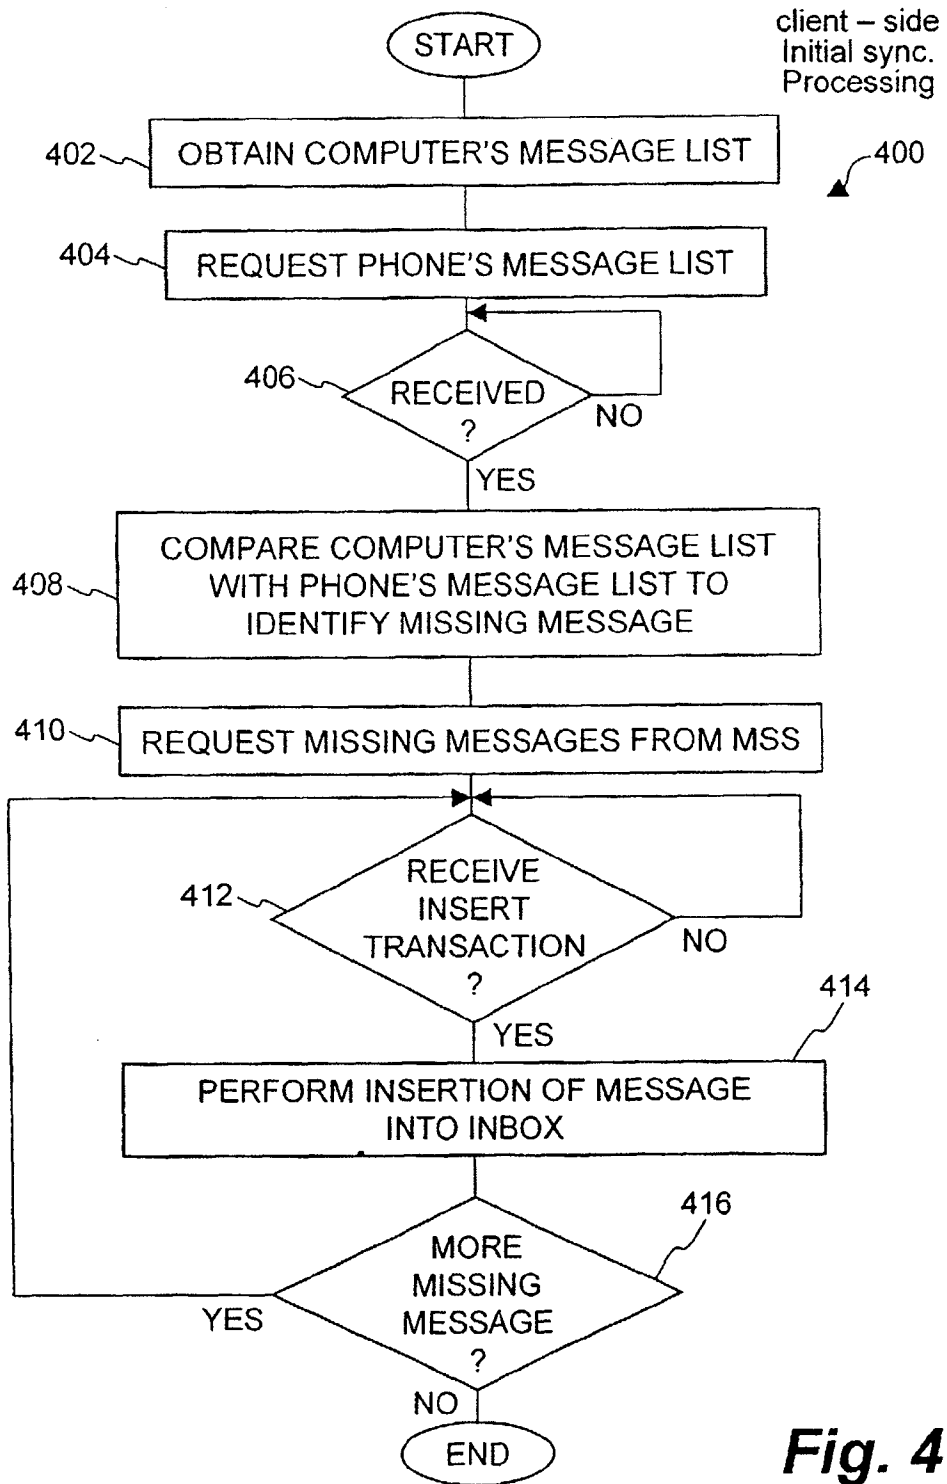 client – side
Initial sync.
Processing
400
START
402
OBTAIN COMPUTER'S MESSAGE LIST
404
REQUEST PHONE'S MESSAGE LIST
406
RECEIVED
?
NO
YES
408
COMPARE COMPUTER'S MESSAGE LIST
WITH PHONE'S MESSAGE LIST TO
IDENTIFY MISSING MESSAGE
410
REQUEST MISSING MESSAGES FROM MSS
412
RECEIVE
INSERT
TRANSACTION
?
NO
YES
414
PERFORM INSERTION OF MESSAGE
INTO INBOX
416
MORE
MISSING
MESSAGE
?
YES
NO
END
Fig. 4